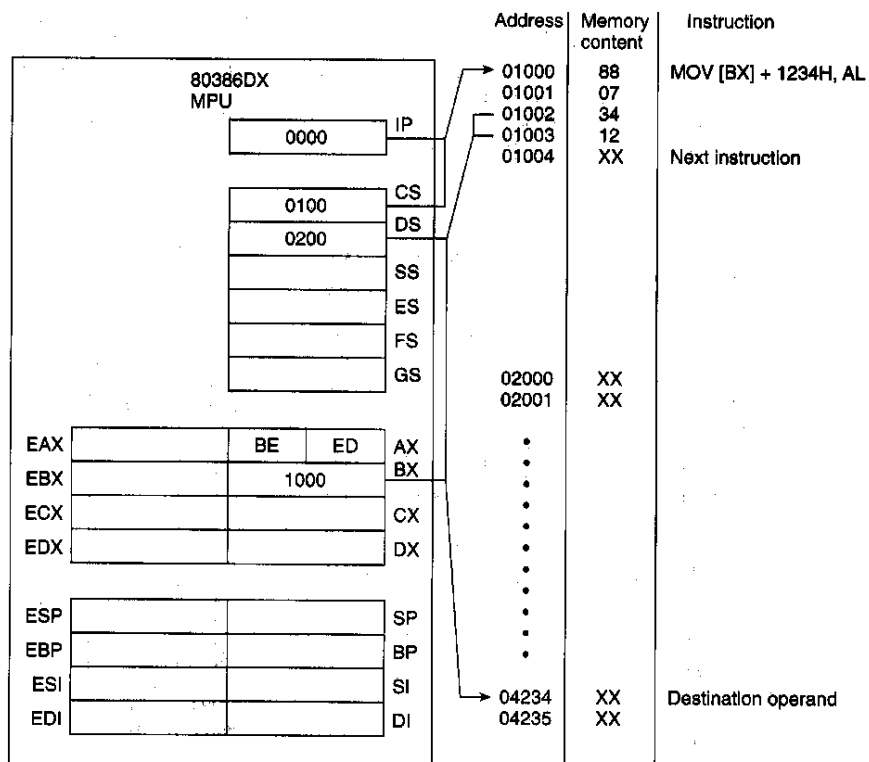 Address Memory content Instruction
80386DX
MPU
01000 88 MOV [BX] + 1234H, AL
01001 07
01002 34
01003 12
01004 XX Next instruction
0000 IP
0100 CS
0200 DS
SS
ES
FS
GS
02000 XX
02001 XX
EAX BE ED AX
EBX 1000 BX
ECX CX
EDX DX
ESP SP
EBP BP
ESI SI
EDI DI
04234 XX Destination operand
04235 XX